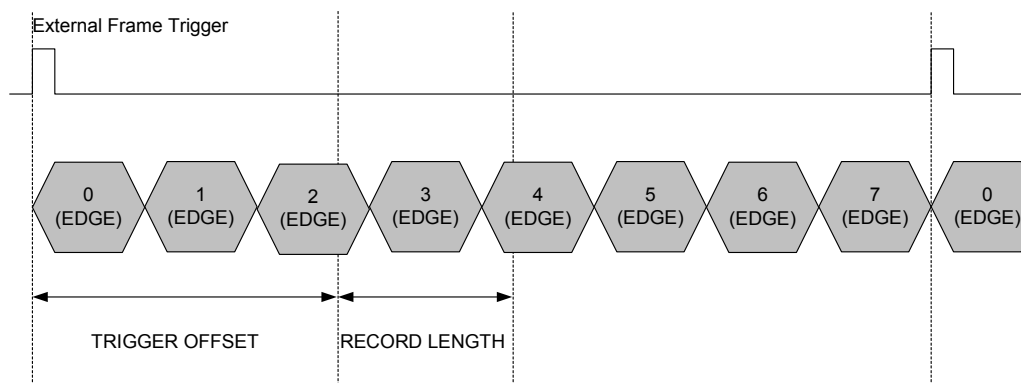 External Frame Trigger
0
(EDGE)
1
(EDGE)
2
(EDGE)
3
(EDGE)
4
(EDGE)
5
(EDGE)
6
(EDGE)
7
(EDGE)
0
(EDGE)
TRIGGER OFFSET
RECORD LENGTH